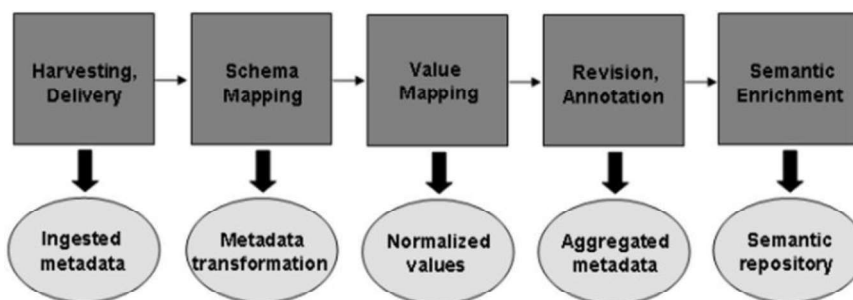 Harvesting,
Delivery
Schema
Mapping
Value
Mapping
Revision,
Annotation
Semantic
Enrichment
Ingested
metadata
Metadata
transformation
Normalized
values
Aggregated
metadata
Semantic
repository